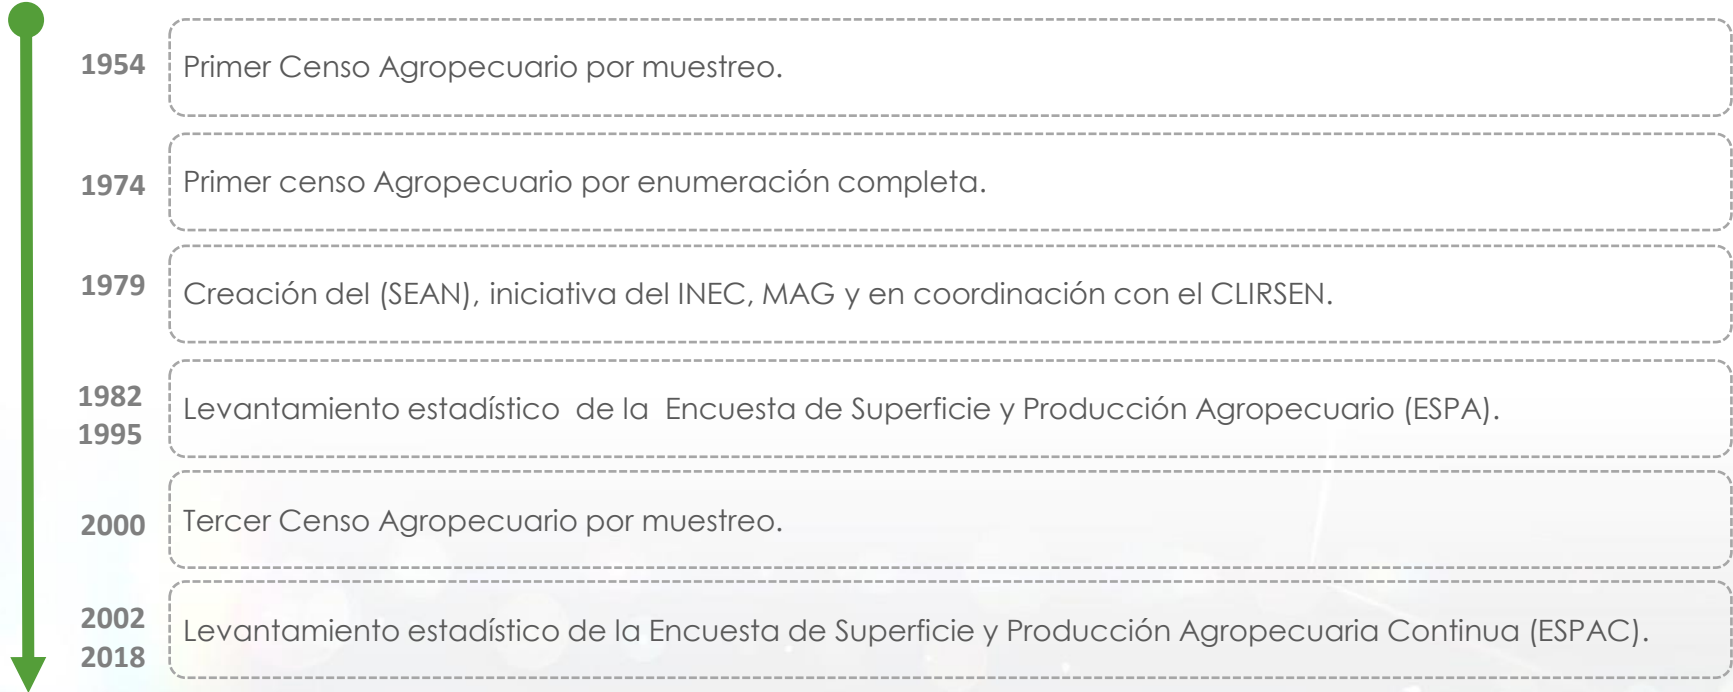 1954
Primer Censo Agropecuario por muestreo.
1974
Primer censo Agropecuario por enumeración completa.
1979
Creación del (SEAN), iniciativa del INEC, MAG y en coordinación con el CLIRSEN.
1982
1995
Levantamiento estadístico de la Encuesta de Superficie y Producción Agropecuario (ESPA).
2000
Tercer Censo Agropecuario por muestreo.
2002
2018
Levantamiento estadístico de la Encuesta de Superficie y Producción Agropecuaria Continua (ESPAC).